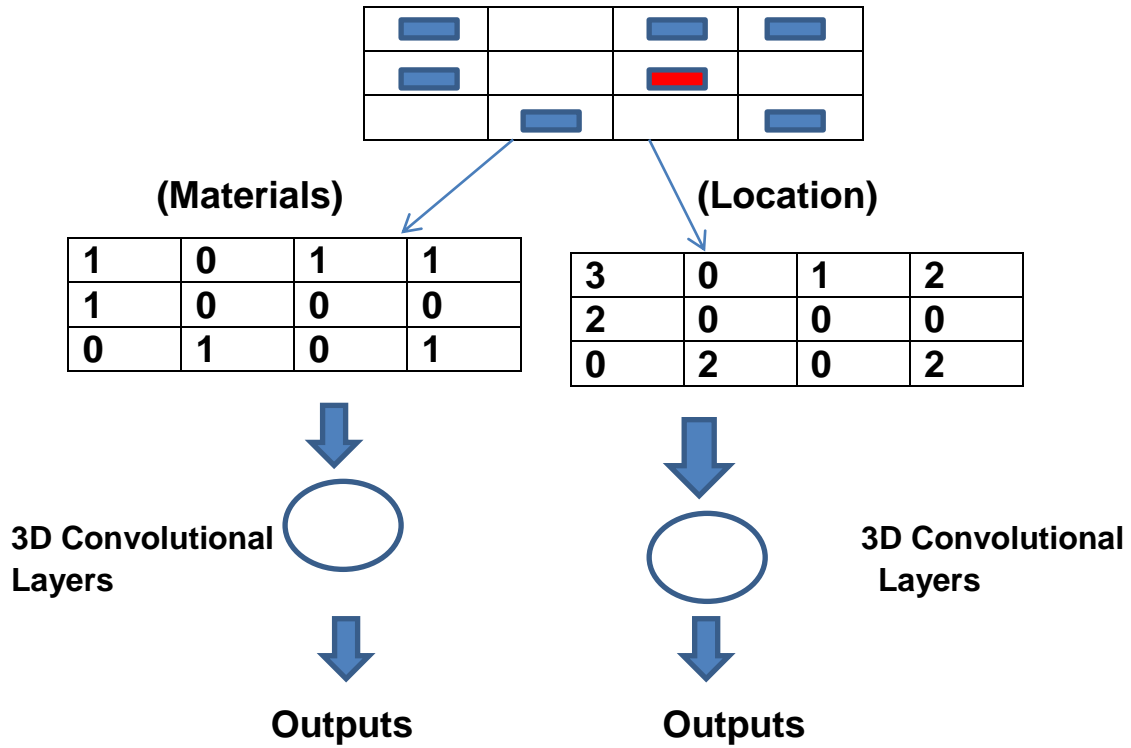 (Materials)
(Location)
1 0 1 1
1 0 0 0
0 1 0 1
3 0 1 2
2 0 0 0
0 2 0 2
3D Convolutional
Layers
3D Convolutional
Layers
Outputs
Outputs